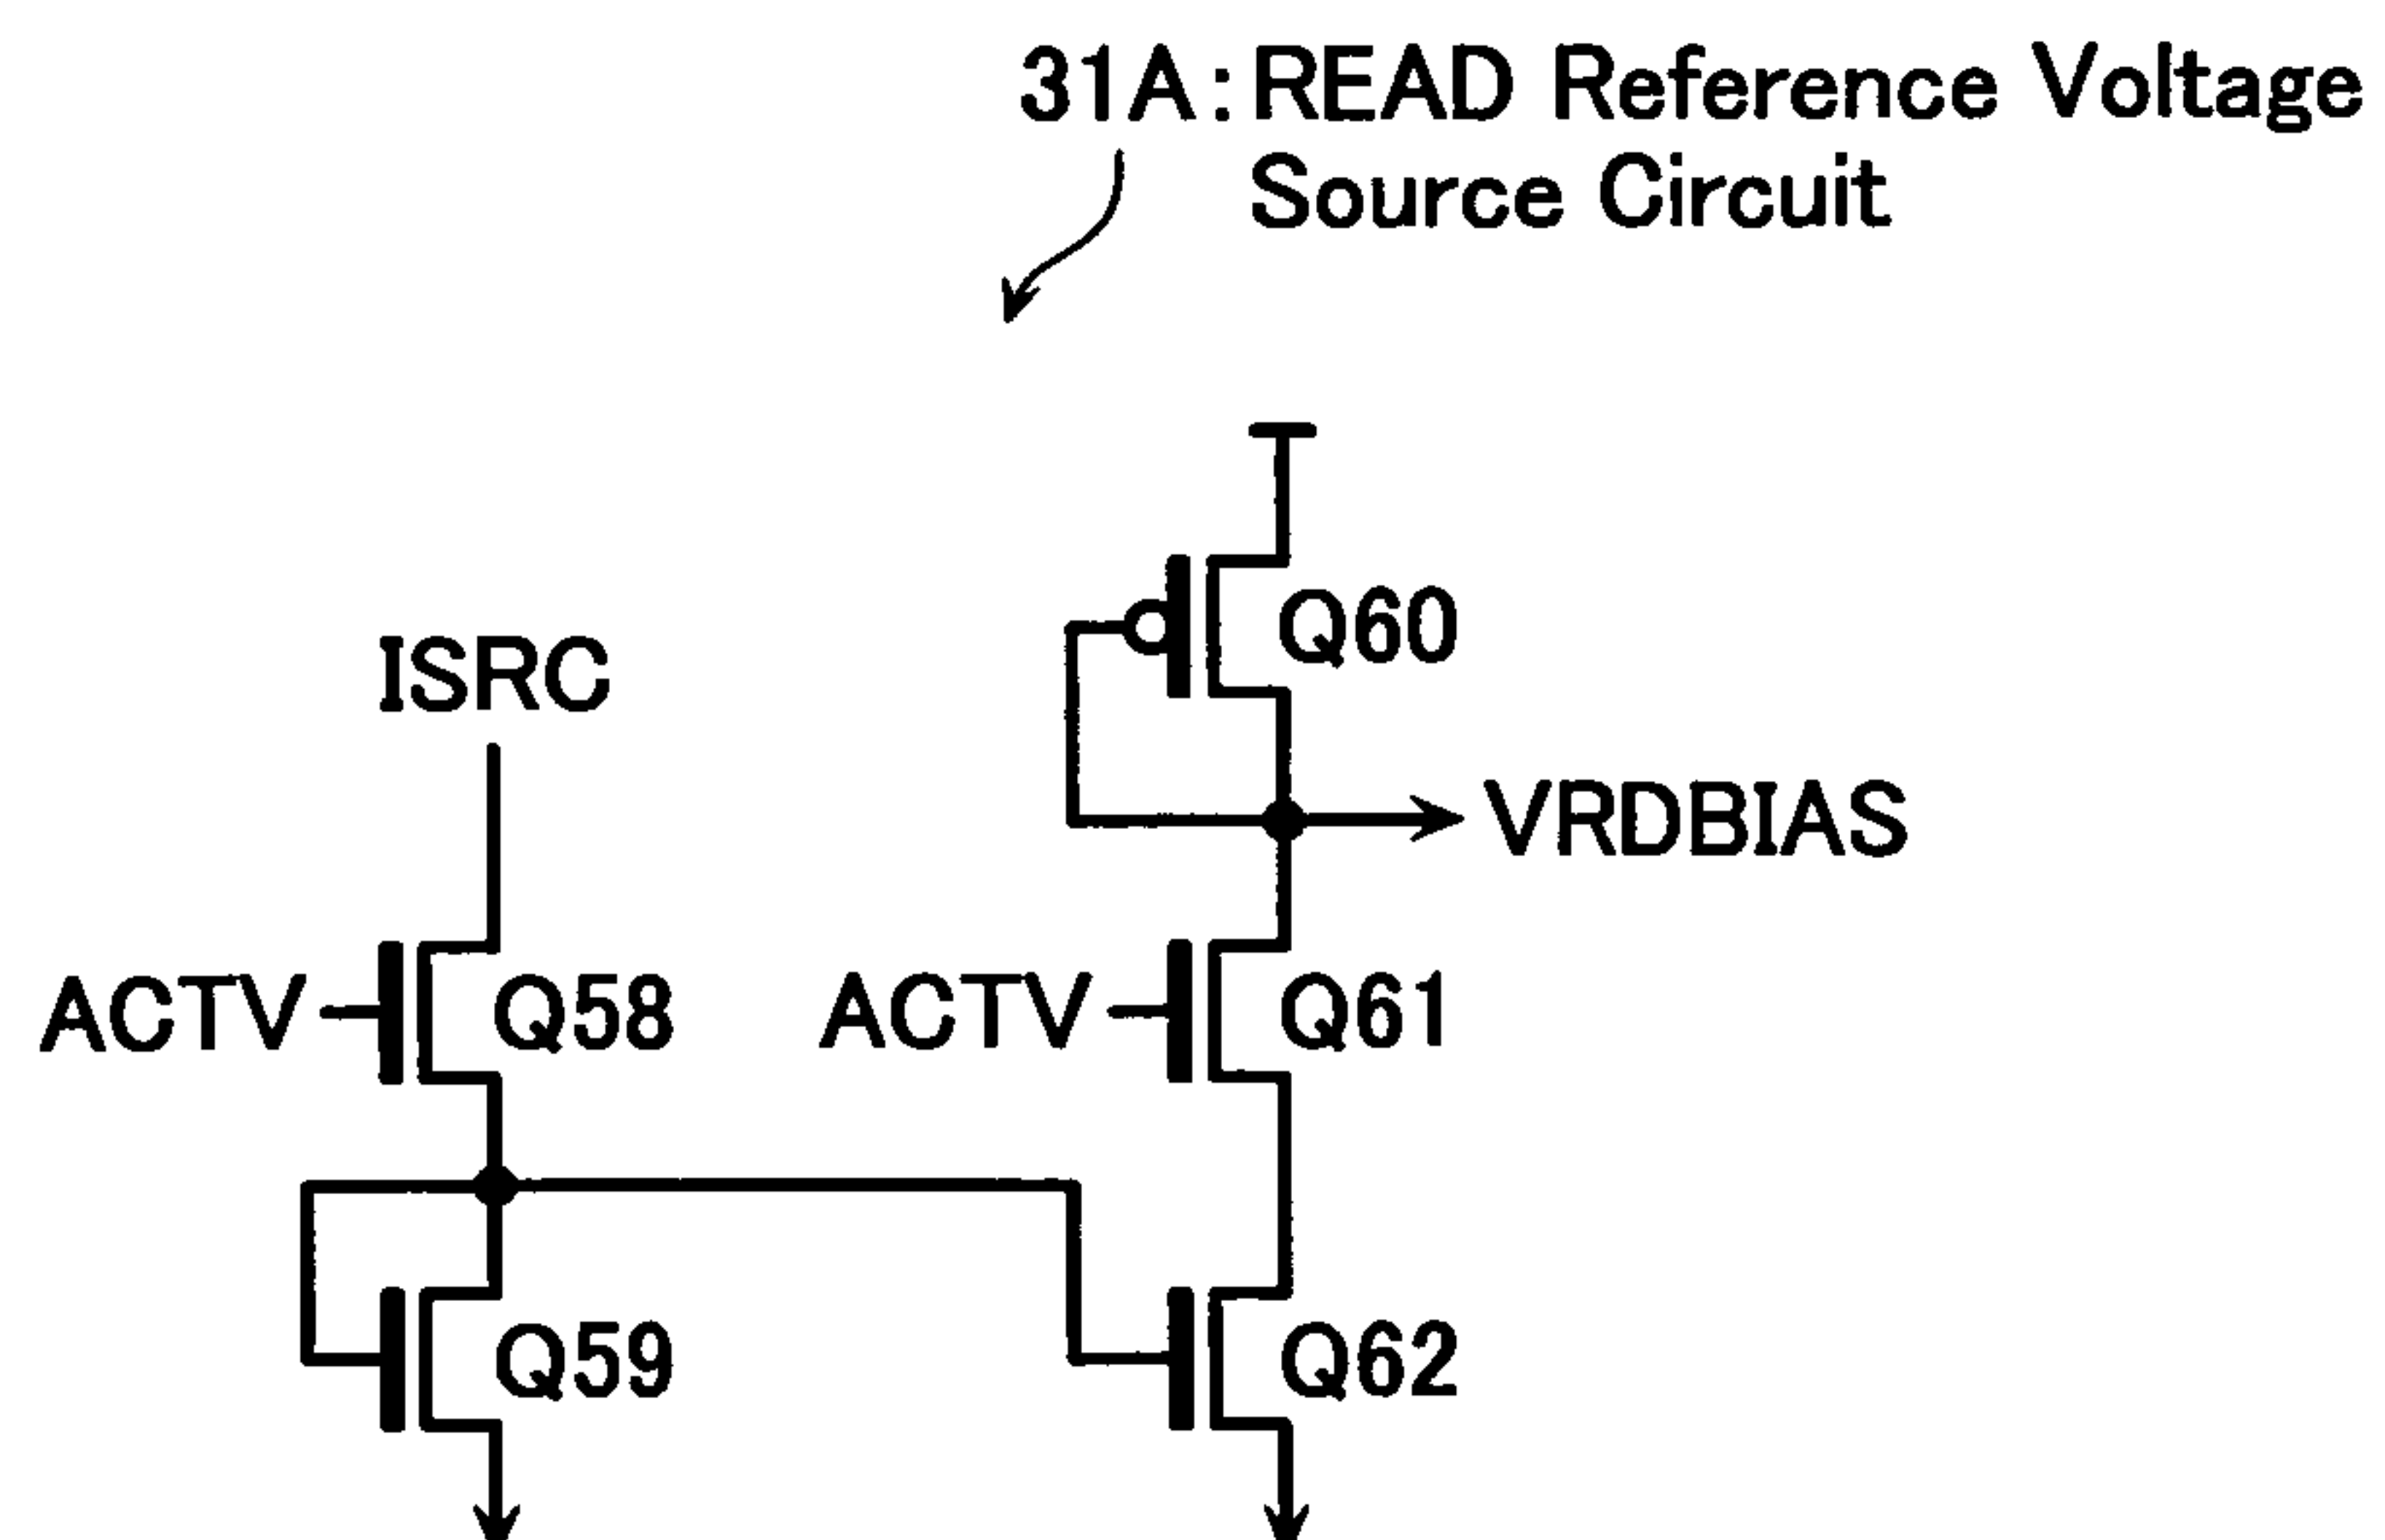 31A:READ Reference Voltage
Source Circuit
Q60
ISRC
VRDBIAS
ACTV
Q58
ACTV
Q61
Q59
Q62